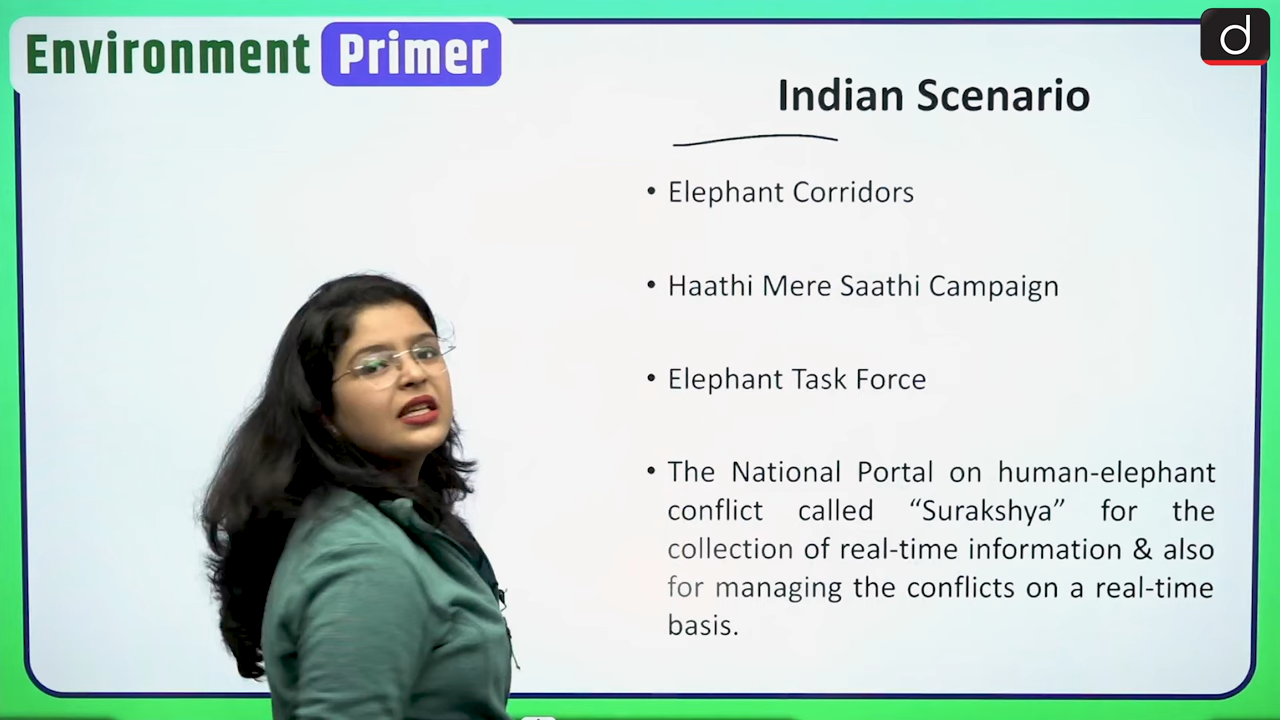 Environment Primer
d
Indian Scenario
• Elephant Corridors
• Haathi Mere Saathi Campaign
• Elephant Task Force
• The National Portal on human-elephant
conflict called “Surakshya” for the
collection of real-time information & also
for managing the conflicts on a real-time
basis.